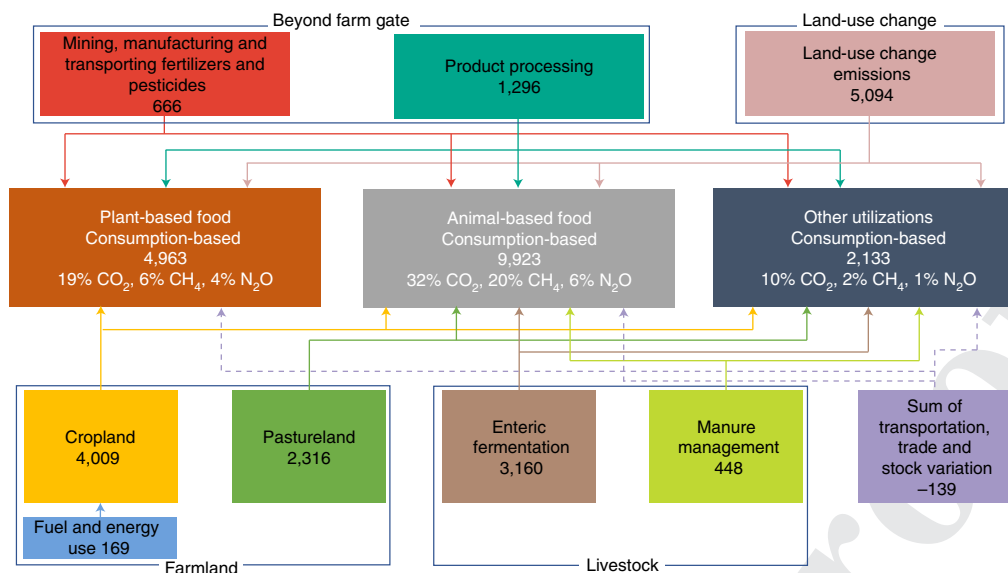 Beyond farm gate
Land-use change
Mining, manufacturing and
transporting fertilizers and
pesticides
666
Product processing
1,296
Land-use change
emissions
5,094
Plant-based food
Consumption-based
4,963
19% CO₂, 6% CH₄, 4% N₂O
Animal-based food
Consumption-based
9,923
32% CO₂, 20% CH₄, 6% N₂O
Other utilizations
Consumption-based
2,133
10% CO₂, 2% CH₄, 1% N₂O
Cropland
4,009
Pastureland
2,316
Enteric
fermentation
3,160
Manure
management
448
Sum of
transportation,
trade and
stock variation
–139
Fuel and energy
use 169
Farmland
Livestock